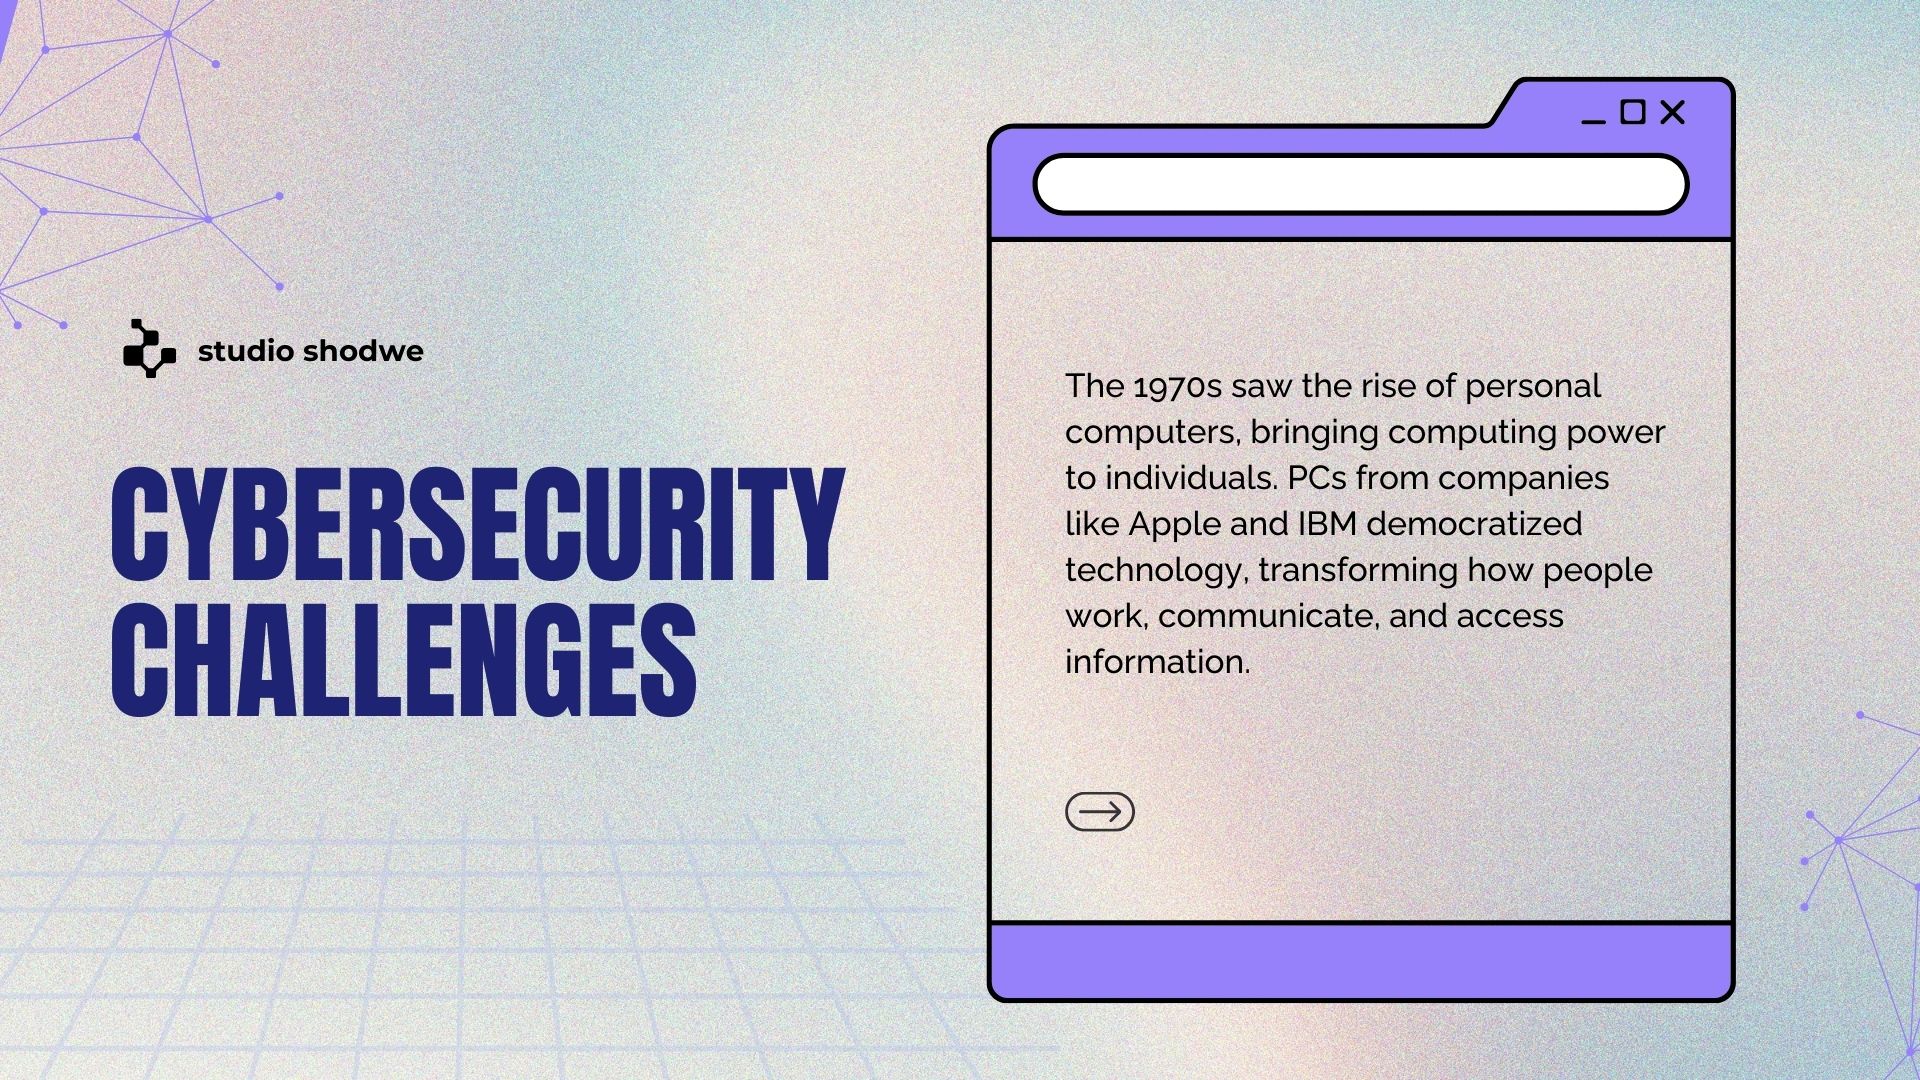 studio shodwe
CYBERSECURITY
CHALLENGES
The 1970s saw the rise of personal
computers, bringing computing power
to individuals. PCs from companies
like Apple and IBM democratized
technology, transforming how people
work, communicate, and access
information.